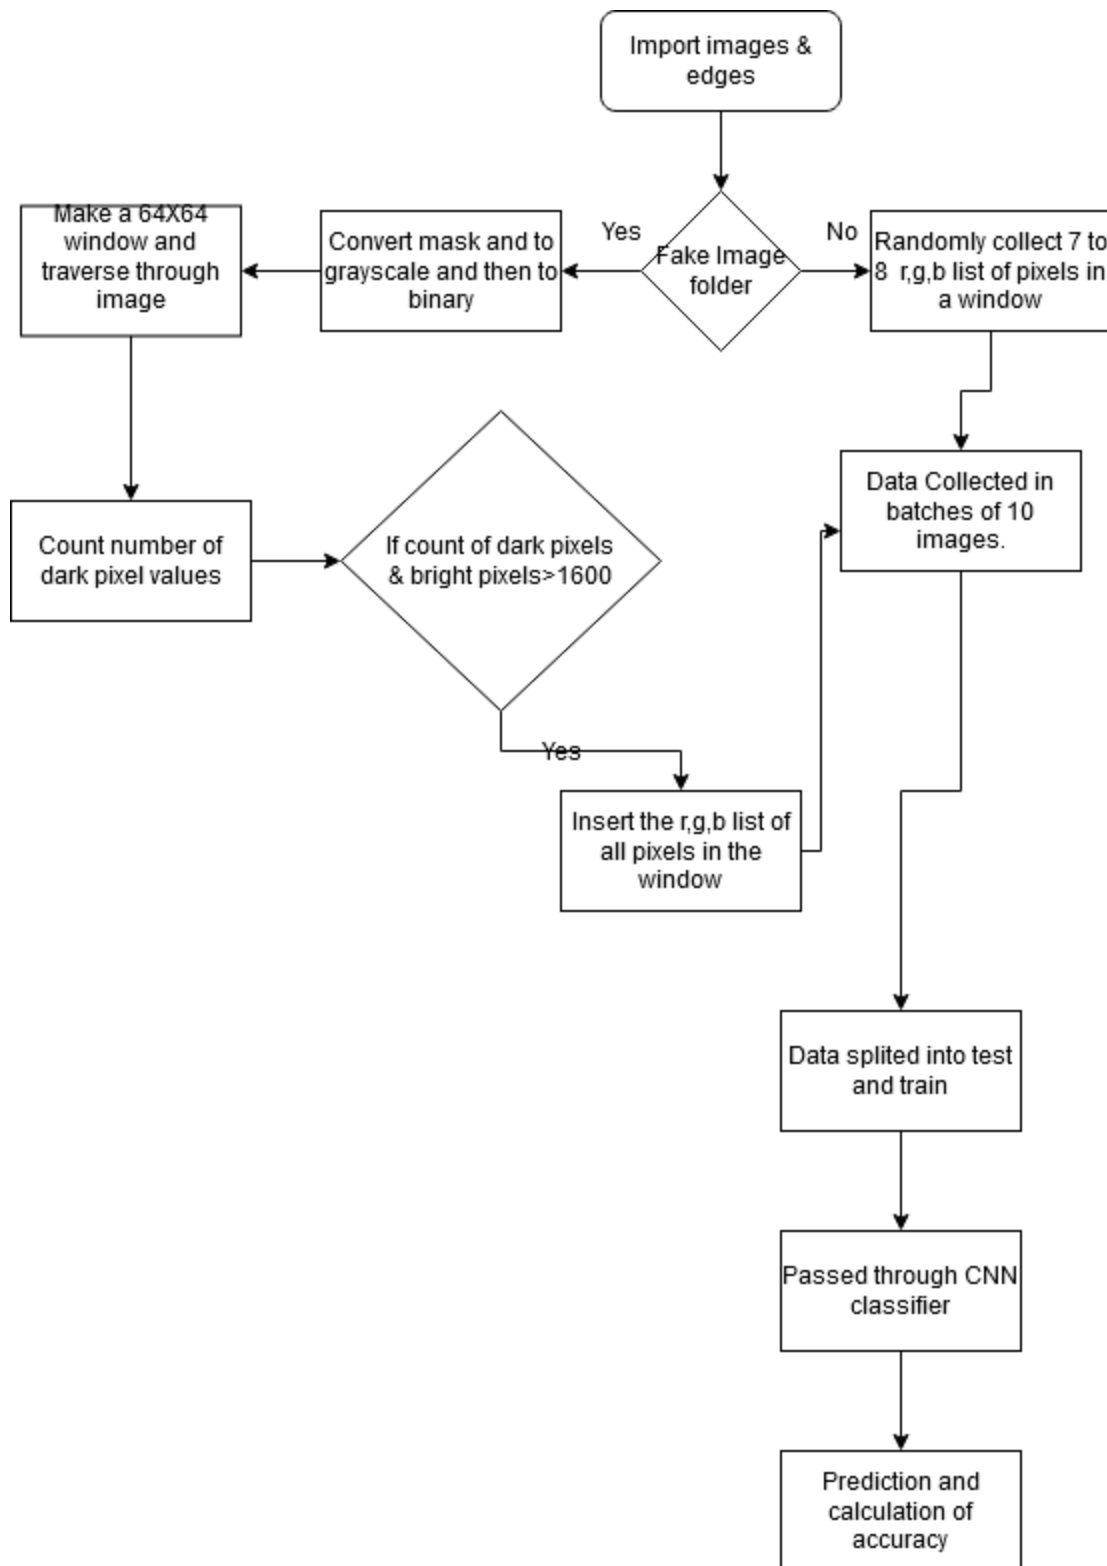 Import images &
edges
Yes
Fake Image
folder
No
Make a 64X64
window and
traverse through
image
Convert mask and to
grayscale and then to
binary
Randomly collect 7 to
8 r,g,b list of pixels in
a window
Count number of
dark pixel values
If count of dark pixels
& bright pixels>1600
Data Collected in
batches of 10
images.
Yes
Insert the r,g,b list of
all pixels in the
window
Data splited into test
and train
Passed through CNN
classifier
Prediction and
calculation of
accuracy